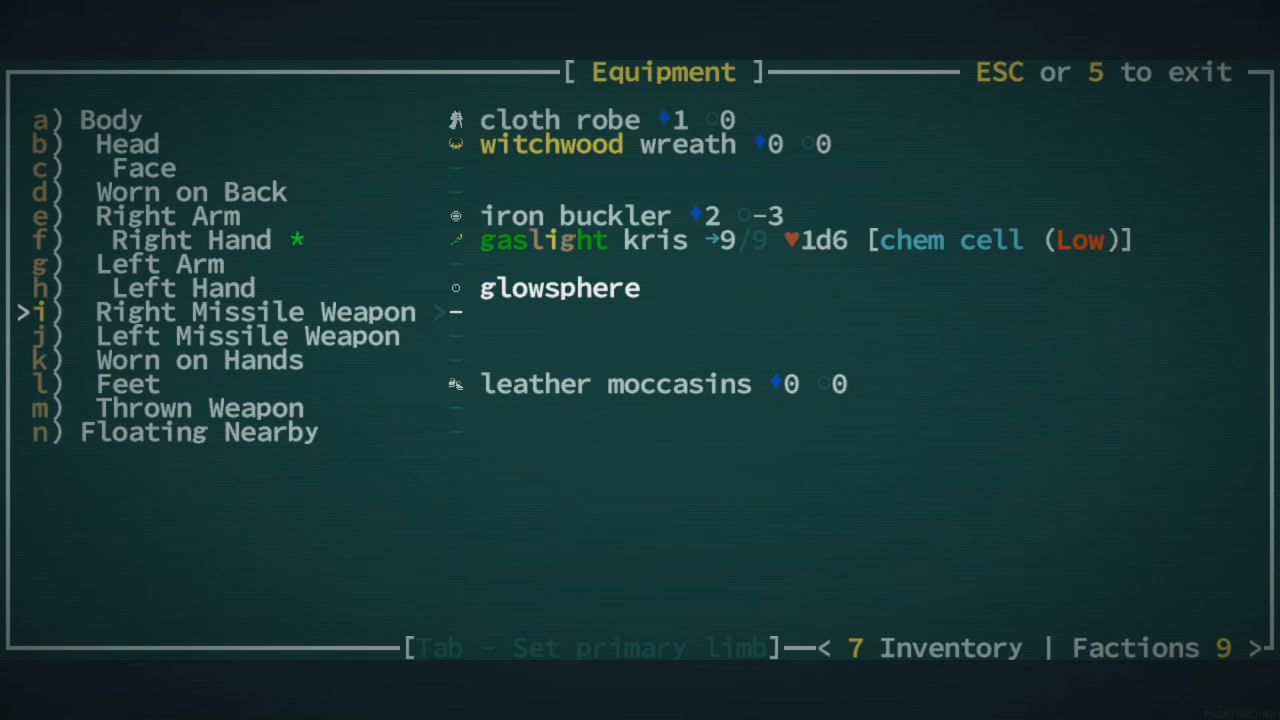 [ Equipment ] ESC or 5 to exit
a) Body cloth robe ♦1 ○0
b) Head witchwood wreath ♦0 ○0
c) Face –
d) Worn on Back –
e) Right Arm iron buckler ♦2 ○-3
f) Right Hand * gaslight kris →9/9 ♥1d6 [chem cell (Low)]
g) Left Arm –
h) Left Hand glowsphere
>i) Right Missile Weapon > –
j) Left Missile Weapon –
k) Worn on Hands –
l) Feet leather moccasins ♦0 ○0
m) Thrown Weapon –
n) Floating Nearby –
[Tab - Set primary limb] < 7 Inventory | Factions 9 >